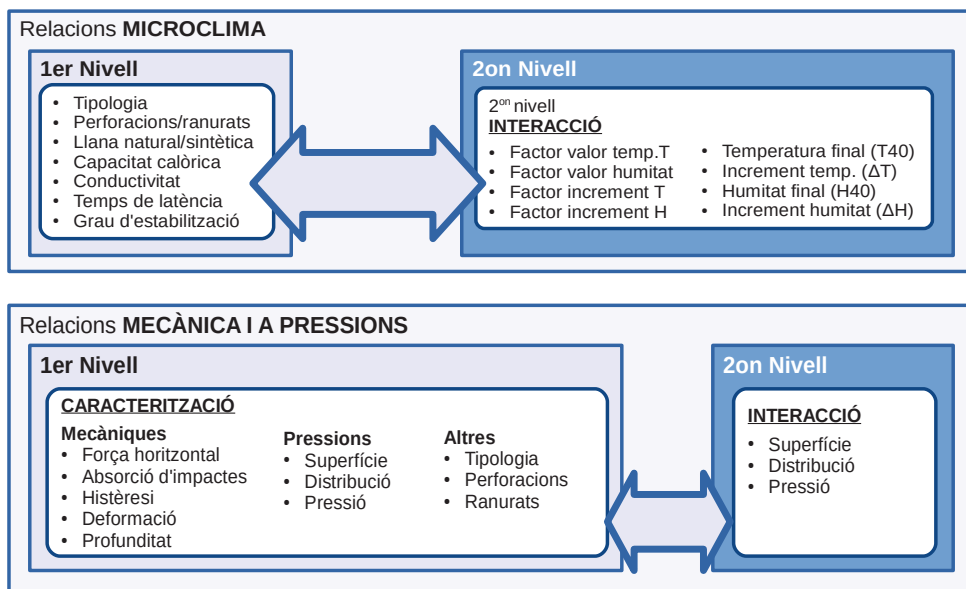 Relacions MICROCLIMA
1er Nivell
• Tipologia
• Perforacions/ranurats
• Llana natural/sintètica
• Capacitat calòrica
• Conductivitat
• Temps de latència
• Grau d'estabilització
2on Nivell
2on nivell
INTERACCIÓ
• Factor valor temp.T
• Factor valor humitat
• Factor increment T
• Factor increment H
• Temperatura final (T40)
• Increment temp. (ΔT)
• Humitat final (H40)
• Increment humitat (ΔH)
Relacions MECÀNICA I A PRESSIONS
1er Nivell
CARACTERITZACIÓ
Mecàniques
• Força horitzontal
• Absorció d'impactes
• Histèresi
• Deformació
• Profunditat
Pressions
• Superfície
• Distribució
• Pressió
Altres
• Tipologia
• Perforacions
• Ranurats
2on Nivell
INTERACCIÓ
• Superfície
• Distribució
• Pressió